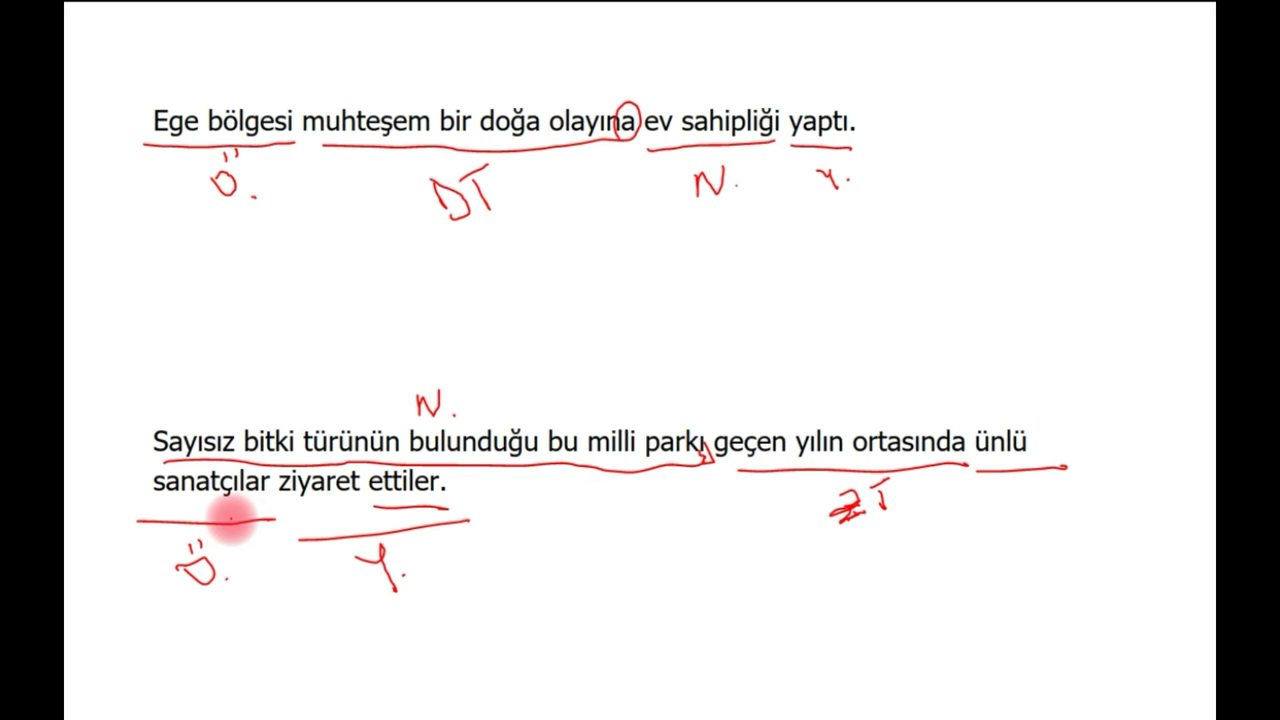 Ege bölgesi muhteşem bir doğa olayına ev sahipliği yaptı.
Ö. DT N. Y.
N.
Sayısız bitki türünün bulunduğu bu milli parkı geçen yılın ortasında ünlü
ZT
sanatçılar ziyaret ettiler.
Ö. Y.